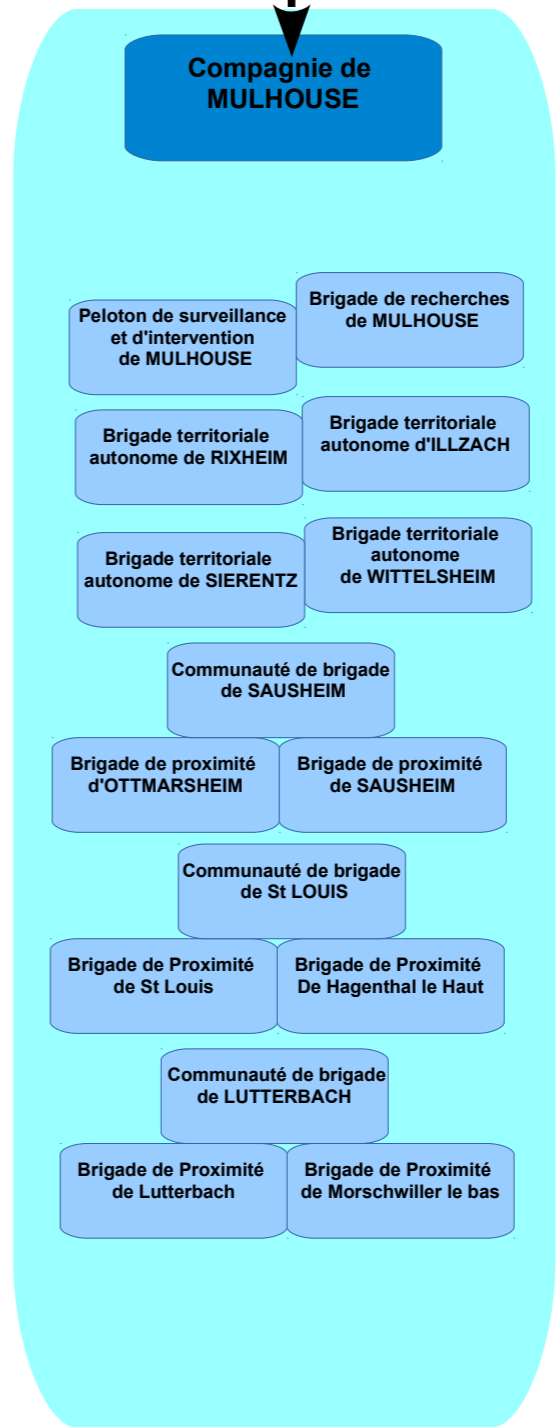 Compagnie de
MULHOUSE
Peloton de surveillance
et d'intervention
de MULHOUSE
Brigade de recherches
de MULHOUSE
Brigade territoriale
autonome de RIXHEIM
Brigade territoriale
autonome d'ILLZACH
Brigade territoriale
autonome de SIERENTZ
Brigade territoriale
autonome
de WITTELSHEIM
Communauté de brigade
de SAUSHEIM
Brigade de proximité
d'OTTMARSHEIM
Brigade de proximité
de SAUSHEIM
Communauté de brigade
de St LOUIS
Brigade de Proximité
de St Louis
Brigade de Proximité
De Hagenthal le Haut
Communauté de brigade
de LUTTERBACH
Brigade de Proximité
de Lutterbach
Brigade de Proximité
de Morschwiller le bas